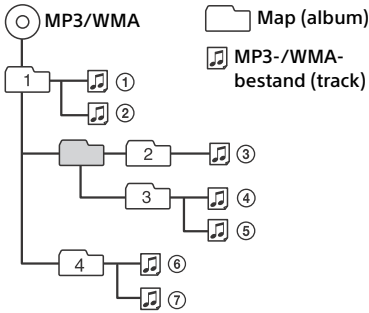 MP3/WMA
Map (album)
MP3-/WMA-
bestand (track)
1
①
②
2
③
3
④
⑤
4
⑥
⑦